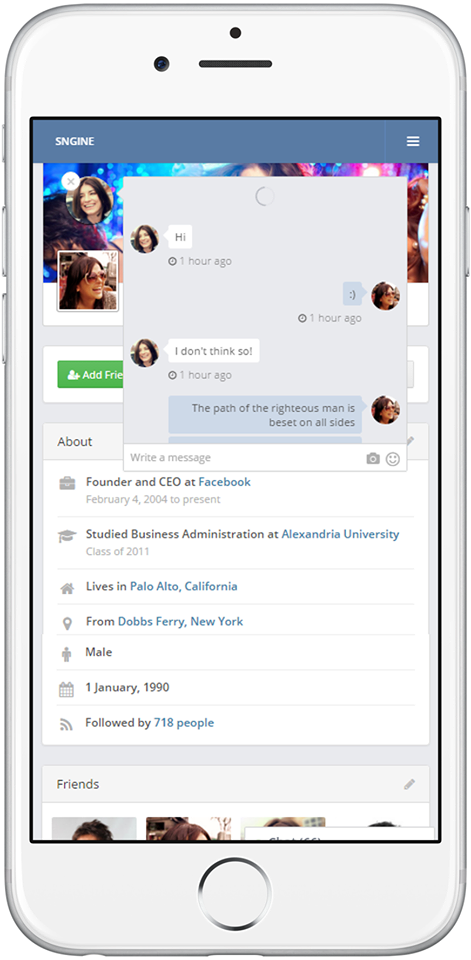 SNGINE
Hi
1 hour ago
:)
1 hour ago
I don't think so!
1 hour ago
The path of the righteous man is
beset on all sides
Write a message
Add Frie
About
Founder and CEO at Facebook
February 4, 2004 to present
Studied Business Administration at Alexandria University
Class of 2011
Lives in Palo Alto, California
From Dobbs Ferry, New York
Male
1 January, 1990
Followed by 718 people
Friends